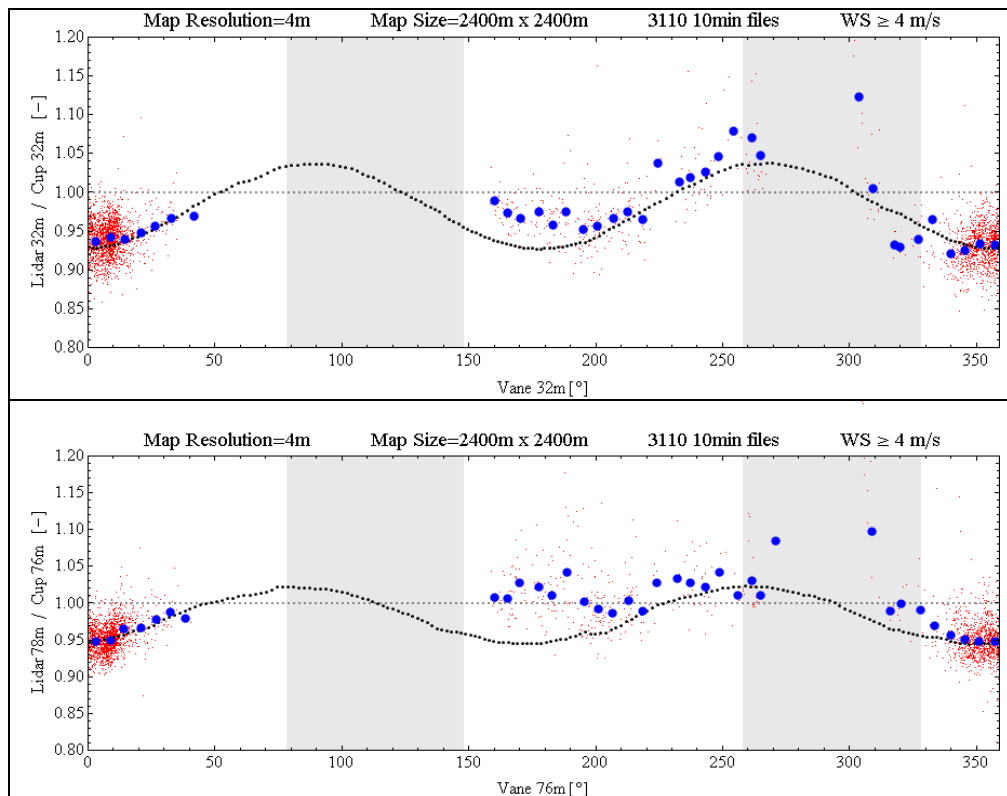 Map Resolution=4m Map Size=2400m x 2400m 3110 10min files WS ≥ 4 m/s
1.20
1.15
1.10
1.05
1.00
0.95
0.90
0.85
0.80
Lidar 32m / Cup 32m [−]
0 50 100 150 200 250 300 350
Vane 32m [°]
Map Resolution=4m Map Size=2400m x 2400m 3110 10min files WS ≥ 4 m/s
1.20
1.15
1.10
1.05
1.00
0.95
0.90
0.85
0.80
Lidar78m / Cup 76m [−]
0 50 100 150 200 250 300 350
Vane 76m [°]